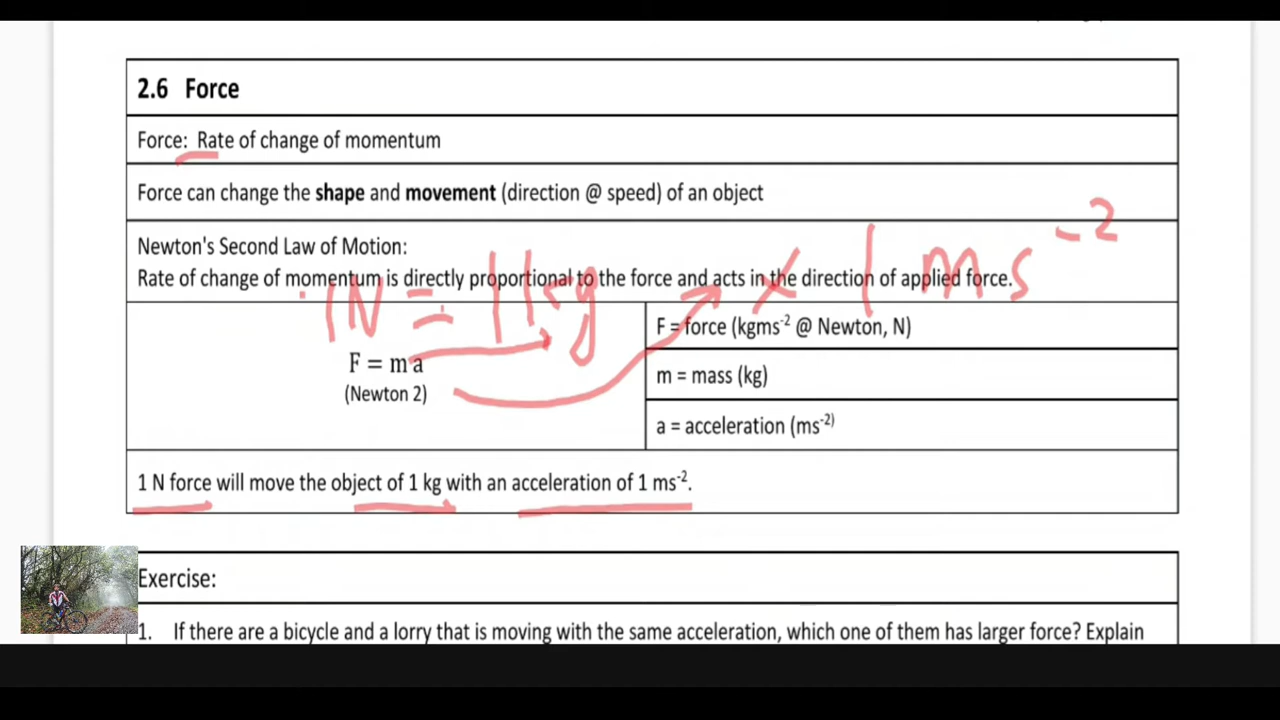 2.6 Force
Force: Rate of change of momentum
Force can change the shape and movement (direction @ speed) of an object
Newton's Second Law of Motion:
Rate of change of momentum is directly proportional to the force and acts in the direction of applied force.
1N = 1kg x 1 ms⁻²
F = m a
(Newton 2)
F = force (kgms⁻² @ Newton, N)
m = mass (kg)
a = acceleration (ms⁻²⁾
1 N force will move the object of 1 kg with an acceleration of 1 ms⁻².
Exercise:
1. If there are a bicycle and a lorry that is moving with the same acceleration, which one of them has larger force? Explain